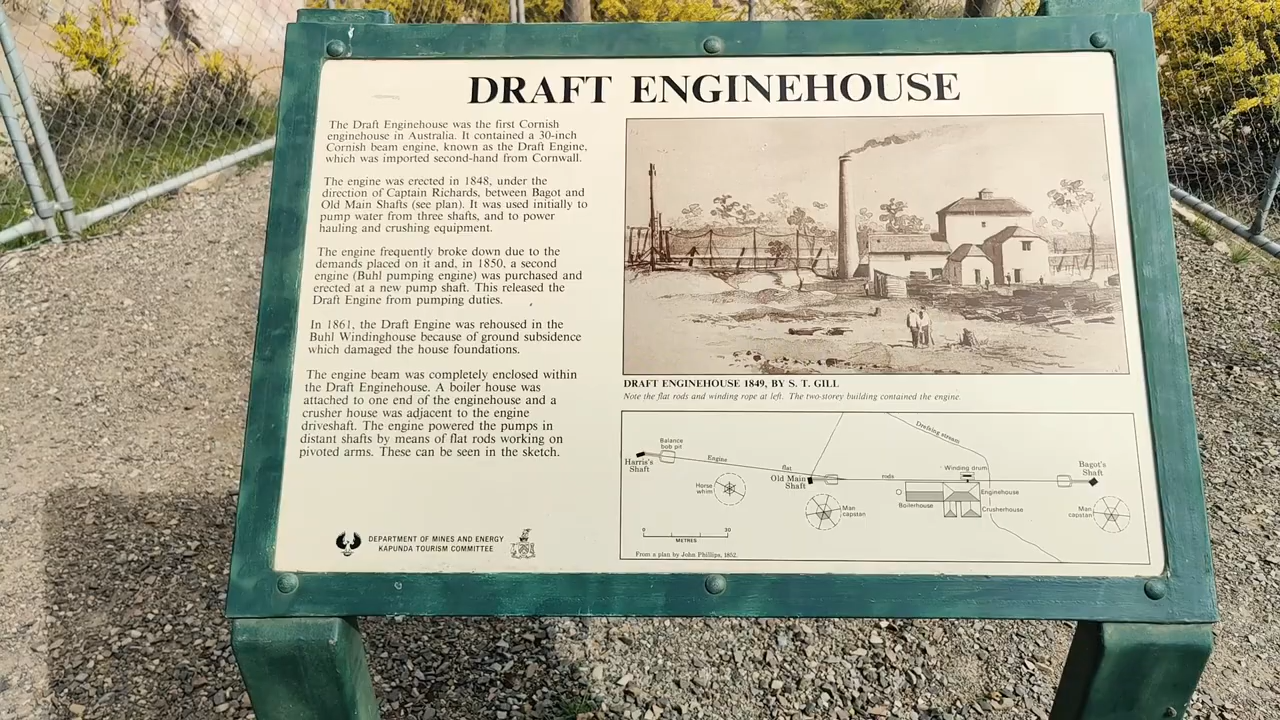 DRAFT ENGINEHOUSE
The Draft Enginehouse was the first Cornish
enginehouse in Australia. It contained a 30-inch
Cornish beam engine, known as the Draft Engine,
which was imported second-hand from Cornwall.
The engine was erected in 1848, under the
direction of Captain Richards, between Bagot and
Old Main Shafts (see plan). It was used initially to
pump water from three shafts, and to power
hauling and crushing equipment.
The engine frequently broke down due to the
demands placed on it and, in 1850, a second
engine (Buhl pumping engine) was purchased and
erected at a new pump shaft. This released the
Draft Engine from pumping duties.
In 1861, the Draft Engine was rehoused in the
Buhl Windinghouse because of ground subsidence
which damaged the house foundations.
The engine beam was completely enclosed within
the Draft Enginehouse. A boiler house was
attached to one end of the enginehouse and a
crusher house was adjacent to the engine
driveshaft. The engine powered the pumps in
distant shafts by means of flat rods working on
pivoted arms. These can be seen in the sketch.
DEPARTMENT OF MINES AND ENERGY
KAPUNDA TOURISM COMMITTEE
DRAFT ENGINEHOUSE 1849, BY S. T. GILL
Note the flat rods and winding rope at left. The two-storey building contained the engine.
Dressing stream
Balance
bob pit
Harris's
Shaft
Engine
flat
rods
Horse
whim
Old Main
Shaft
Man
capstan
Winding drum
Enginehouse
Boilerhouse
Crusherhouse
Bagot's
Shaft
Man
capstan
0 30
METRES
From a plan by John Phillips, 1852.